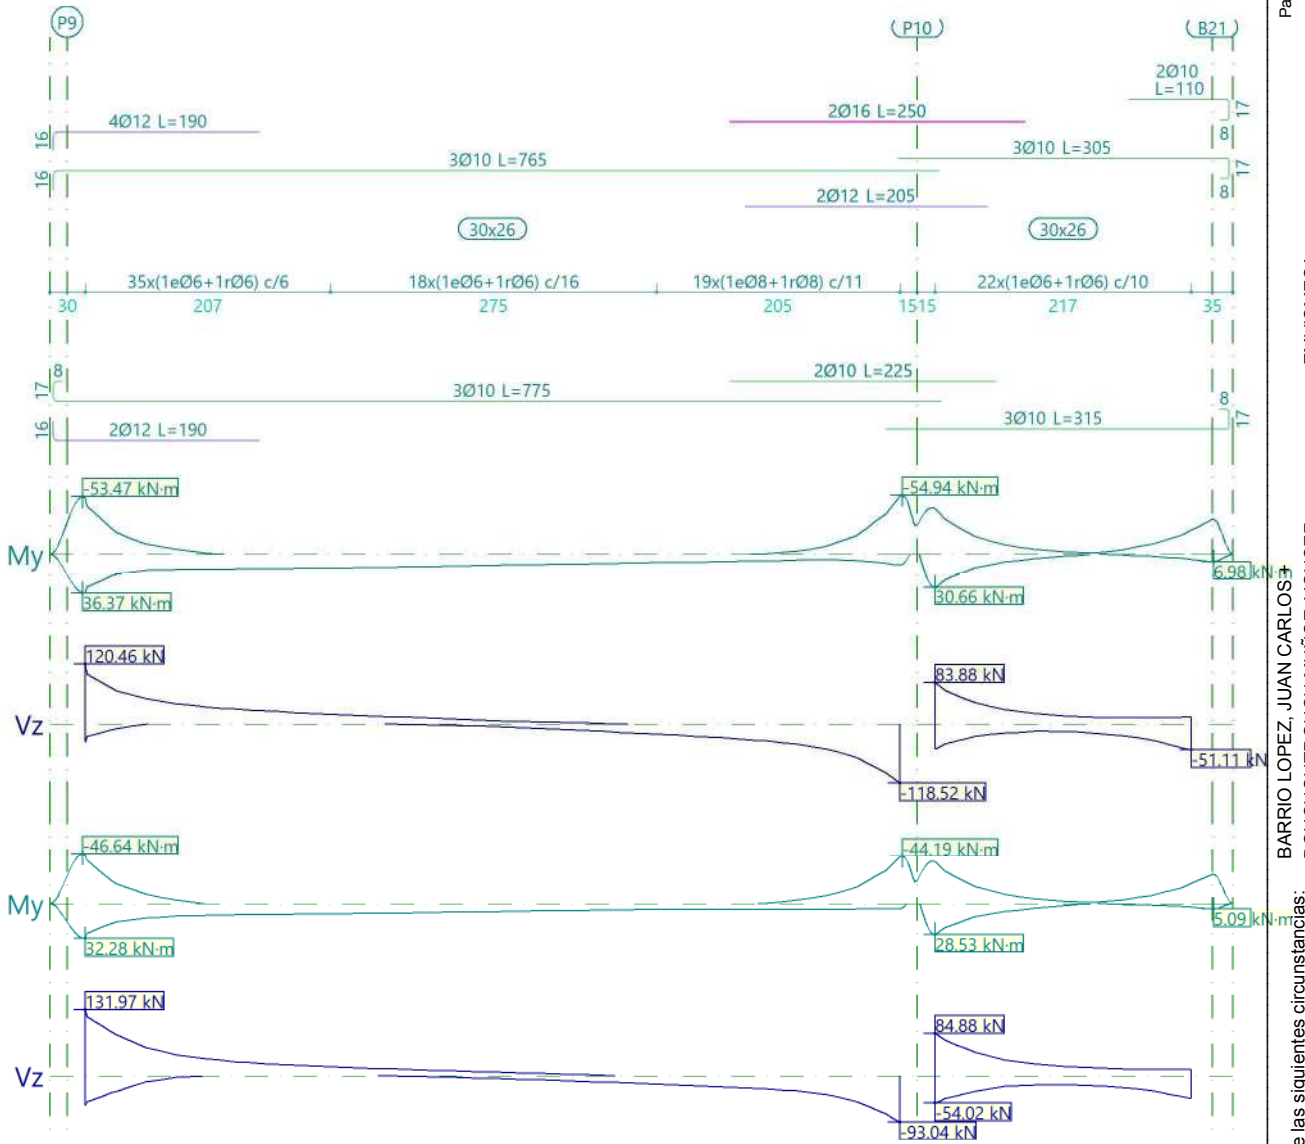 P9
P10
B21
2Ø10
L=110
17
8
4Ø12 L=190
16
2Ø16 L=250
3Ø10 L=765
16
3Ø10 L=305
17
8
2Ø12 L=205
30x26
30x26
35x(1eØ6+1rØ6) c/6
18x(1eØ6+1rØ6) c/16
19x(1eØ8+1rØ8) c/11
22x(1eØ6+1rØ6) c/10
30
207
275
205
1515
217
35
8
17
2Ø10 L=225
3Ø10 L=775
8
17
3Ø10 L=315
16
2Ø12 L=190
-53.47 kN·m
-54.94 kN·m
My
36.37 kN·m
30.66 kN·m
6.98 kN·m
120.46 kN
83.88 kN
Vz
-118.52 kN
-51.11 kN
-46.64 kN·m
-44.19 kN·m
My
32.28 kN·m
28.53 kN·m
5.09 kN·m
131.97 kN
84.88 kN
Vz
-54.02 kN
-93.04 kN
Pa
BARRIO LOPEZ, JUAN CARLOS +
e las siguientes circunstancias: